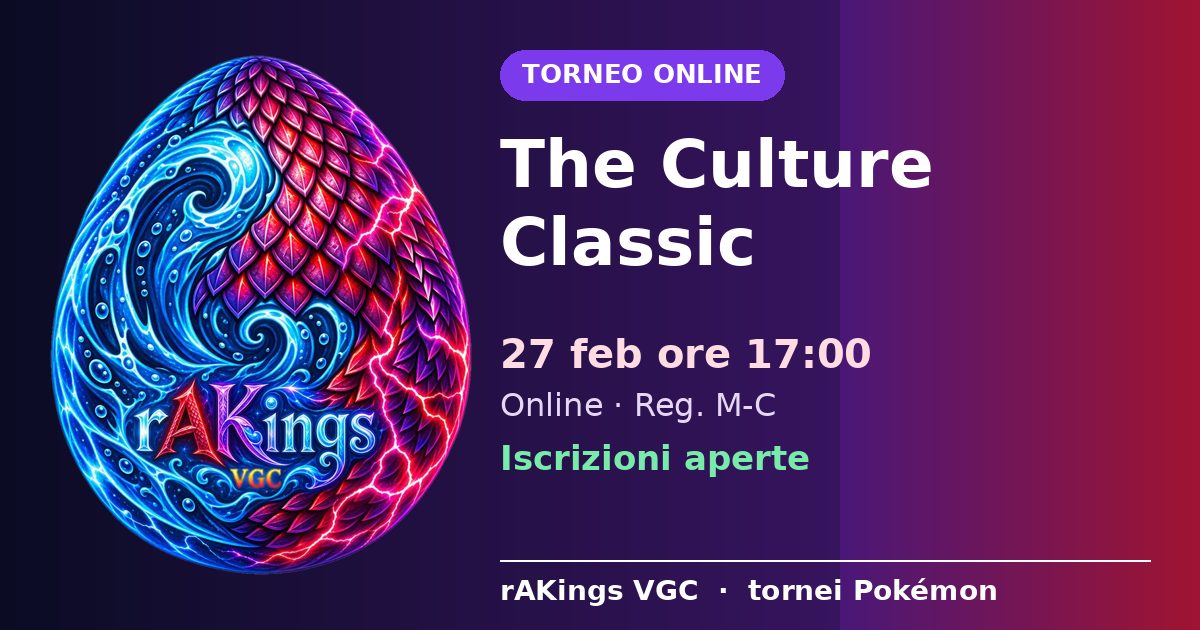 TORNEO ONLINE
The Culture
Classic
27 feb ore 17:00
Online · Reg. M-C
Iscrizioni aperte
rAKings
VGC
rAKings VGC · tornei Pokémon